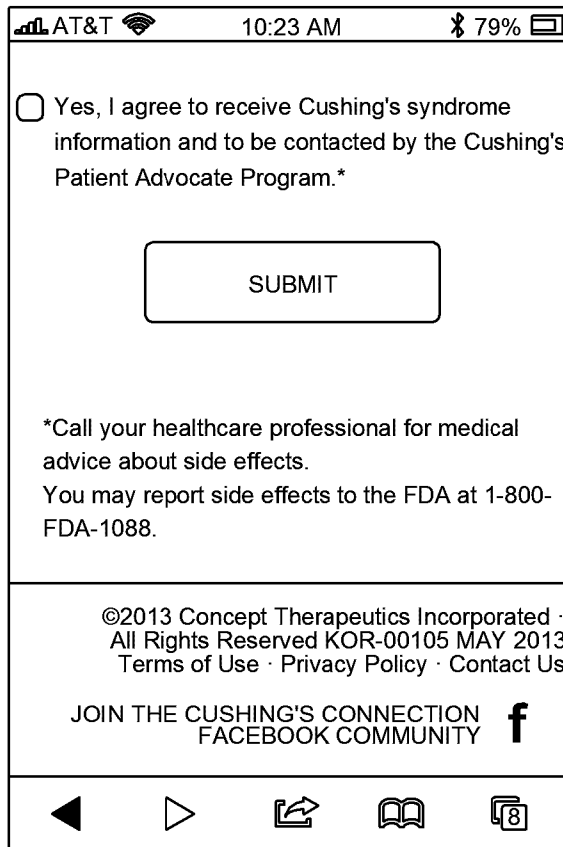 AT&T 10:23 AM 79%
Yes, I agree to receive Cushing's syndrome
information and to be contacted by the Cushing's
Patient Advocate Program.*
SUBMIT
*Call your healthcare professional for medical
advice about side effects.
You may report side effects to the FDA at 1-800-
FDA-1088.
©2013 Concept Therapeutics Incorporated ·
All Rights Reserved KOR-00105 MAY 2013
Terms of Use · Privacy Policy · Contact Us
JOIN THE CUSHING'S CONNECTION
FACEBOOK COMMUNITY f
8